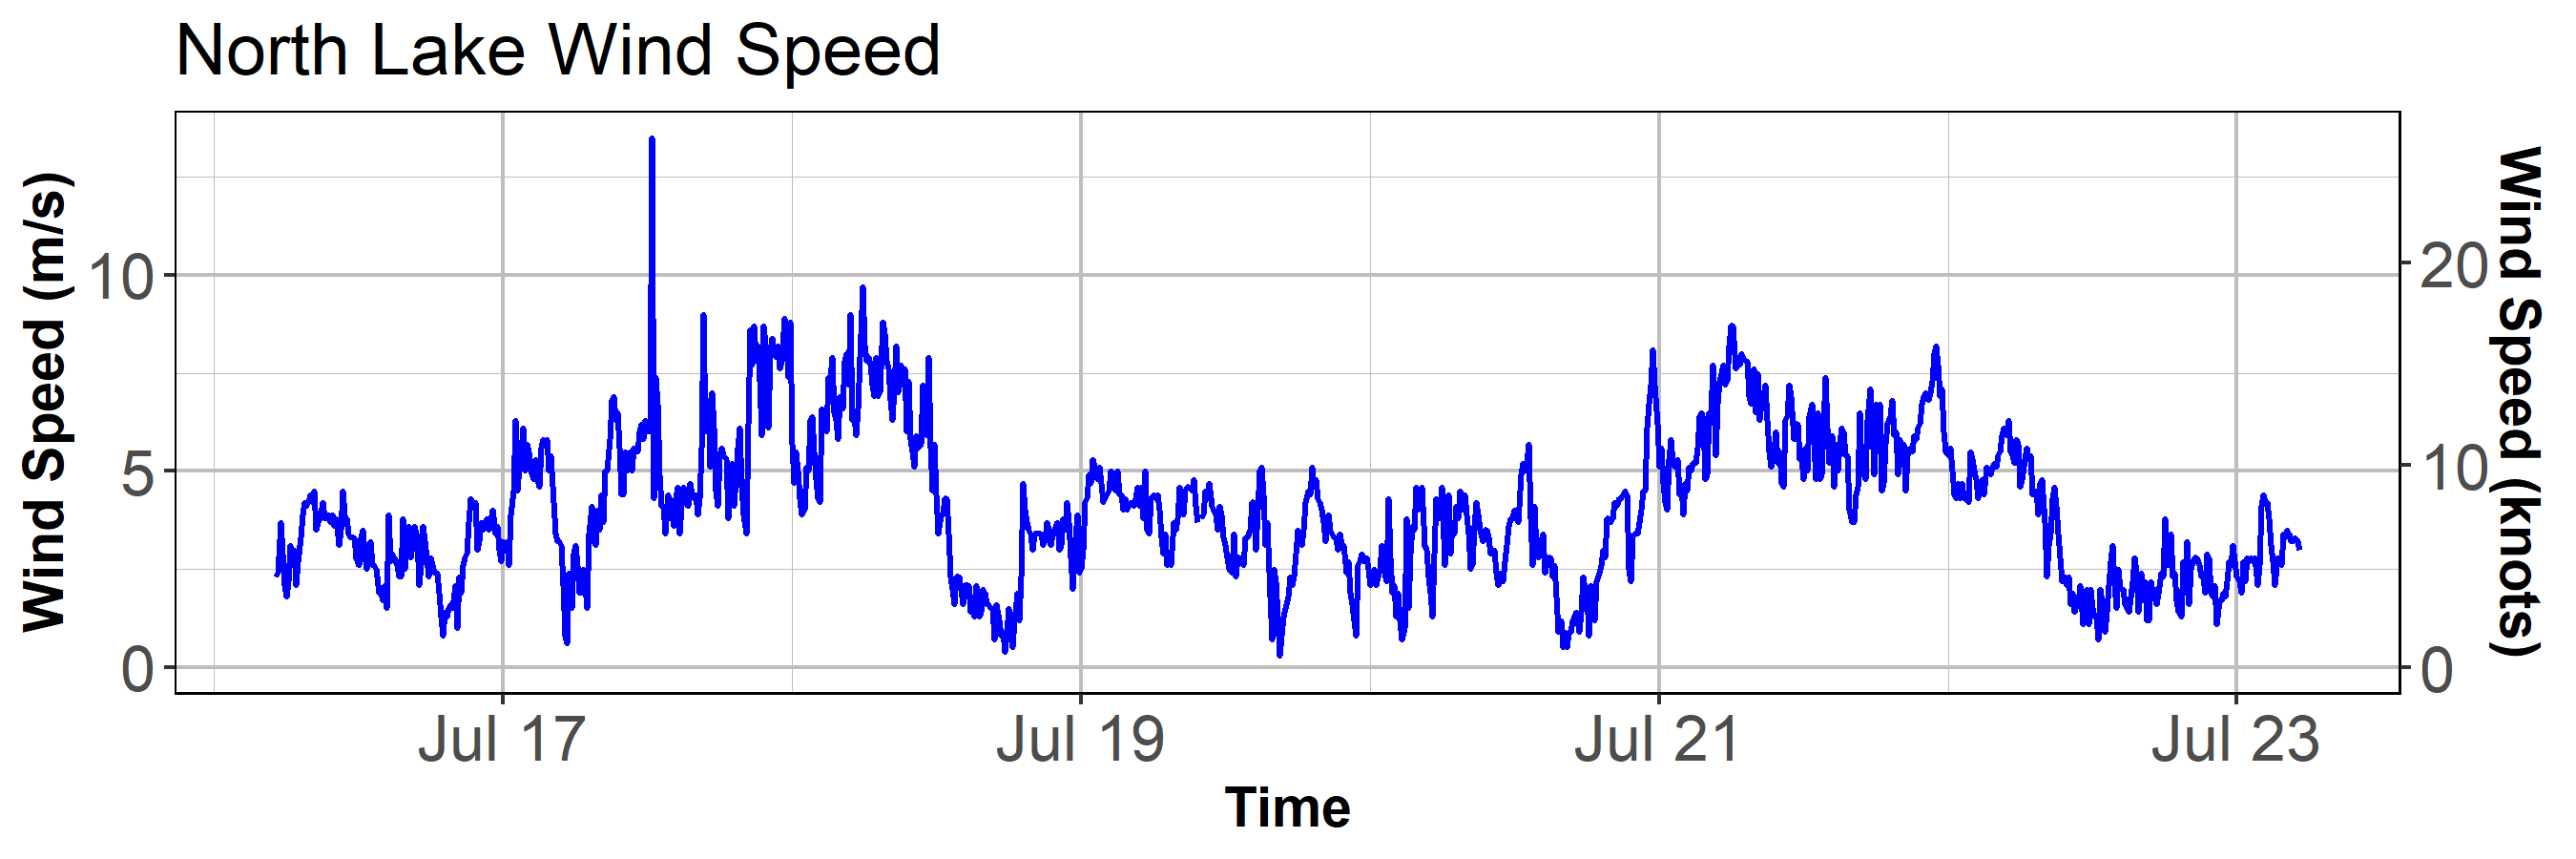 North Lake Wind Speed
Wind Speed (m/s)
10
5
0
20
10
0
Wind Speed (knots)
Jul 17 Jul 19 Jul 21 Jul 23
Time